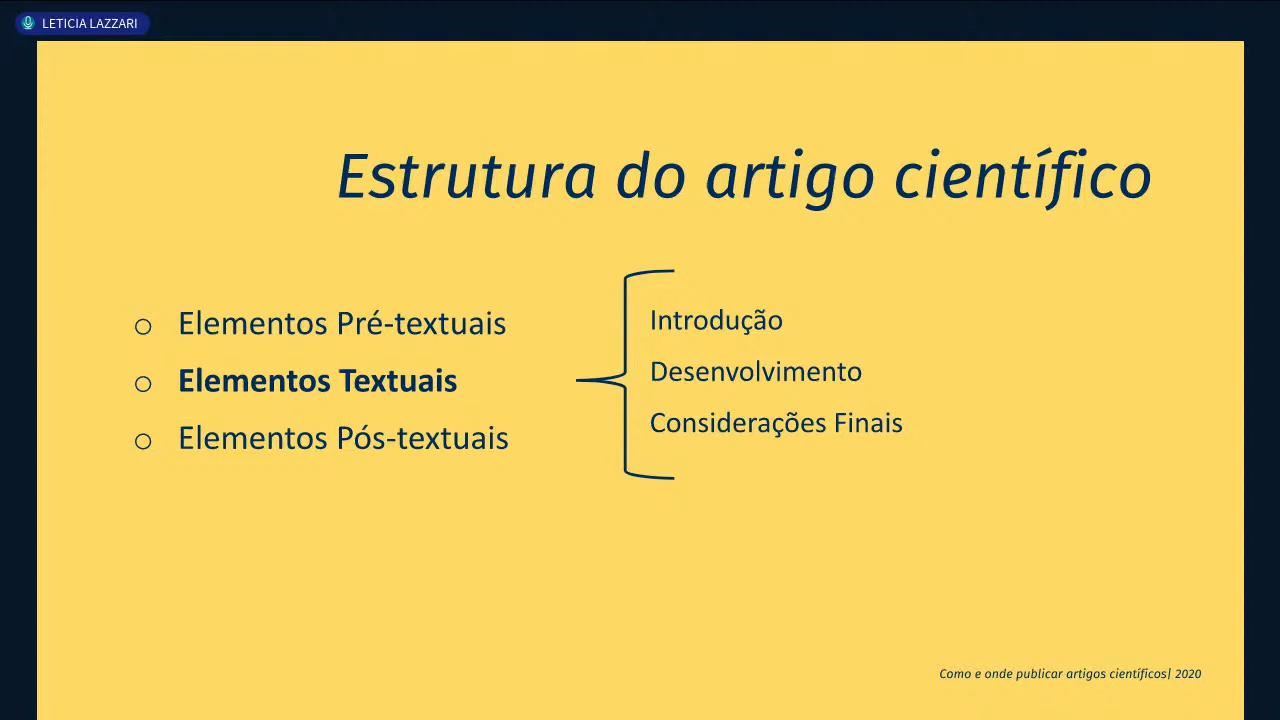 LETICIA LAZZARI
Estrutura do artigo científico
o Elementos Pré-textuais
o Elementos Textuais
o Elementos Pós-textuais
Introdução
Desenvolvimento
Considerações Finais
Como e onde publicar artigos científicos| 2020